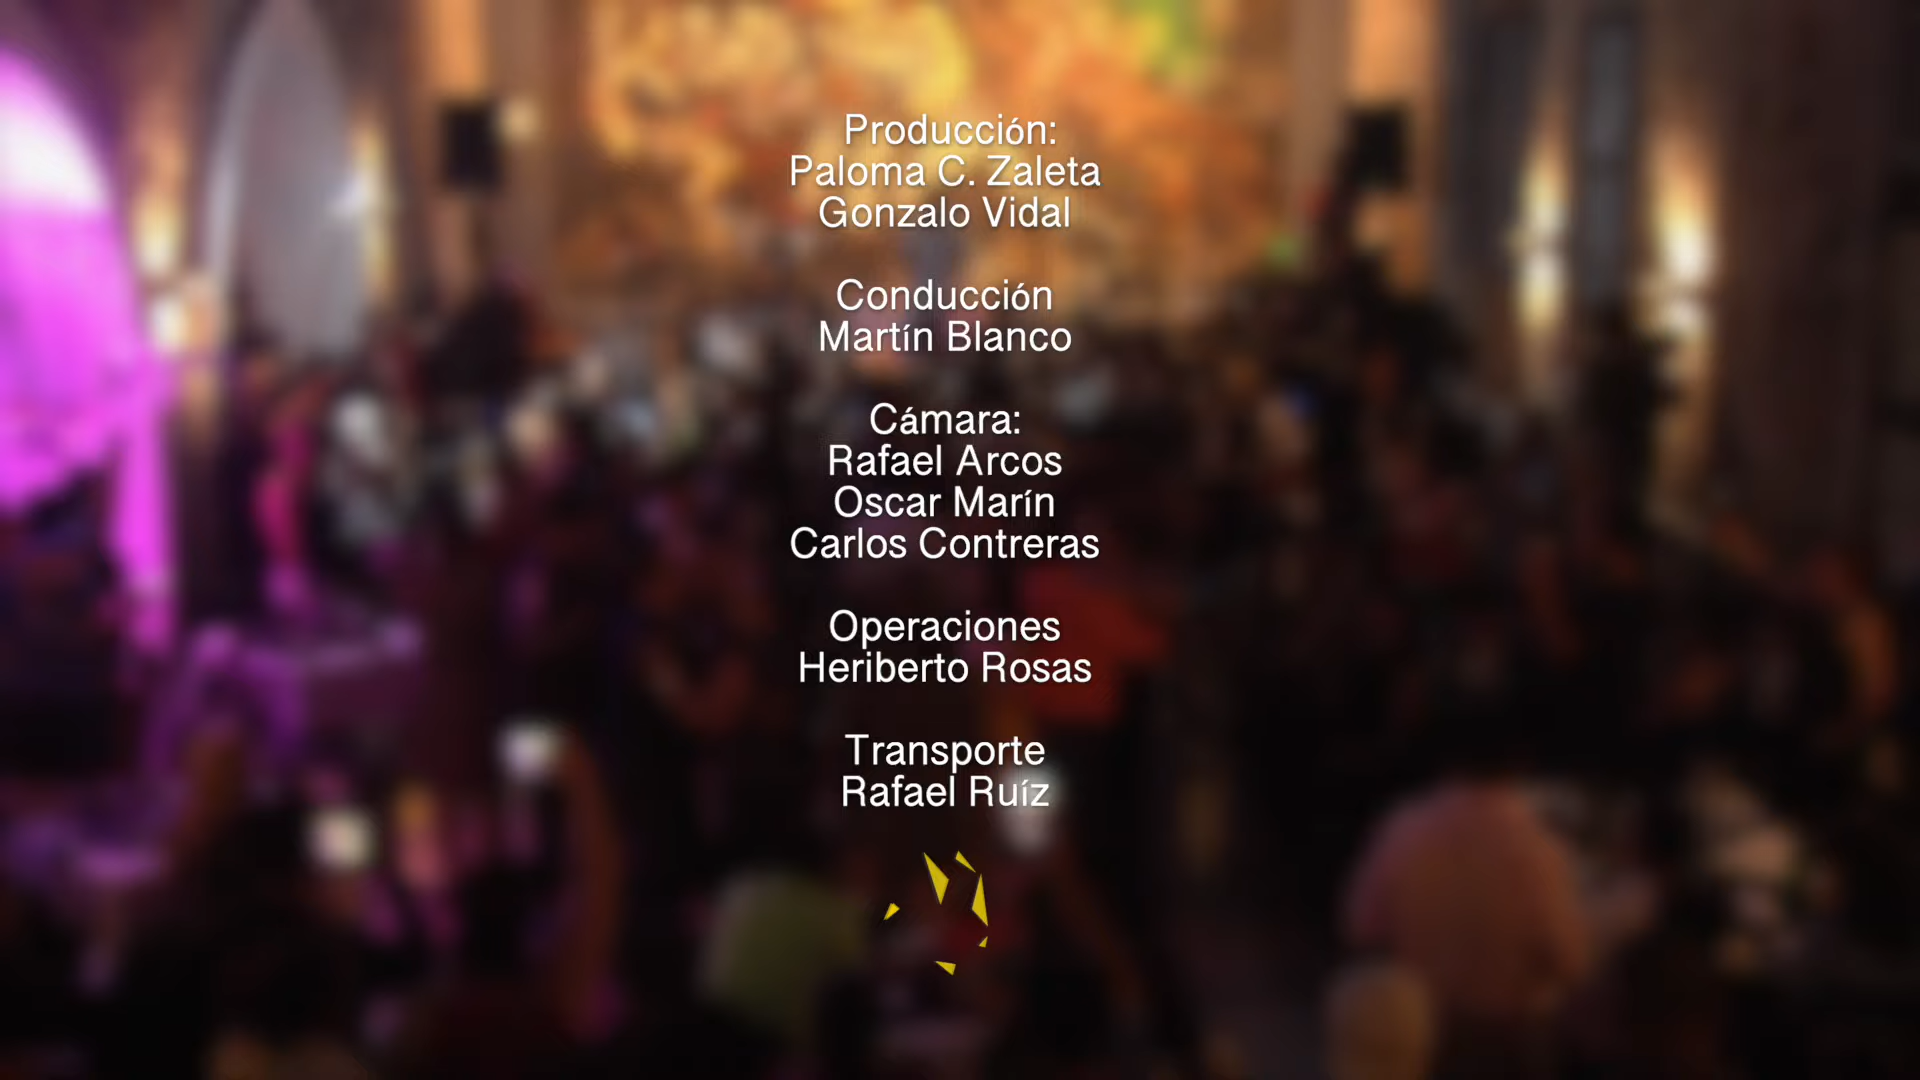 Producción:
Paloma C. Zaleta
Gonzalo Vidal
Conducción
Martín Blanco
Cámara:
Rafael Arcos
Oscar Marín
Carlos Contreras
Operaciones
Heriberto Rosas
Transporte
Rafael Ruíz